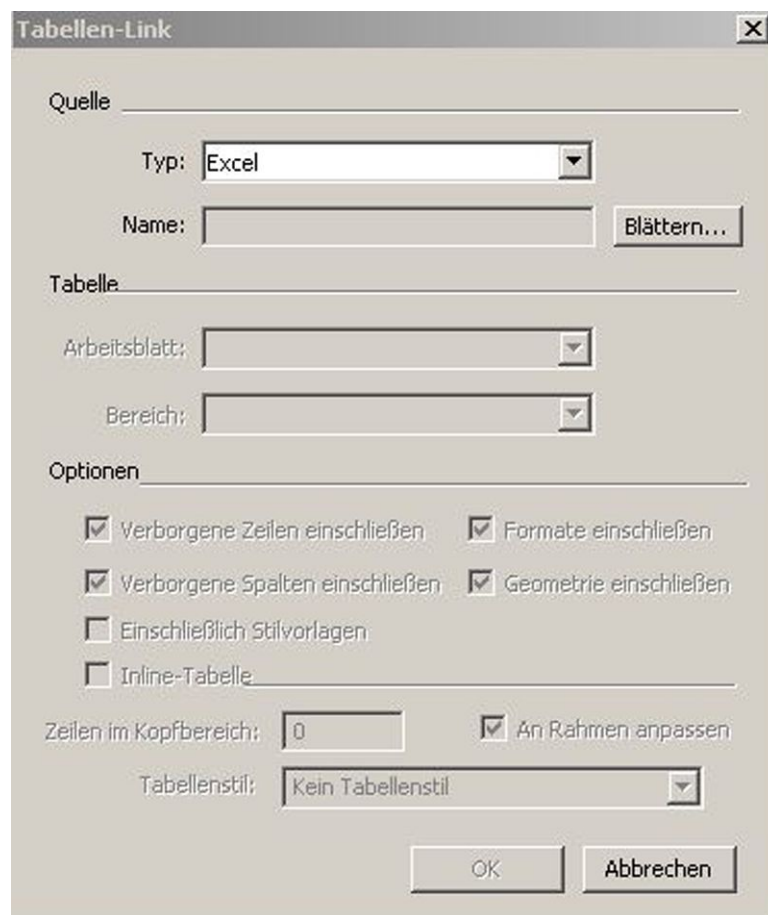 Tabellen-Link
Quelle
Typ: Excel
Name: Blättern...
Tabelle
Arbeitsblatt:
Bereich:
Optionen
Verborgene Zeilen einschließen Formate einschließen
Verborgene Spalten einschließen Geometrie einschließen
Einschließlich Stilvorlagen
Inline-Tabelle
Zeilen im Kopfbereich: 0 An Rahmen anpassen
Tabellenstil: Kein Tabellenstil
OK Abbrechen